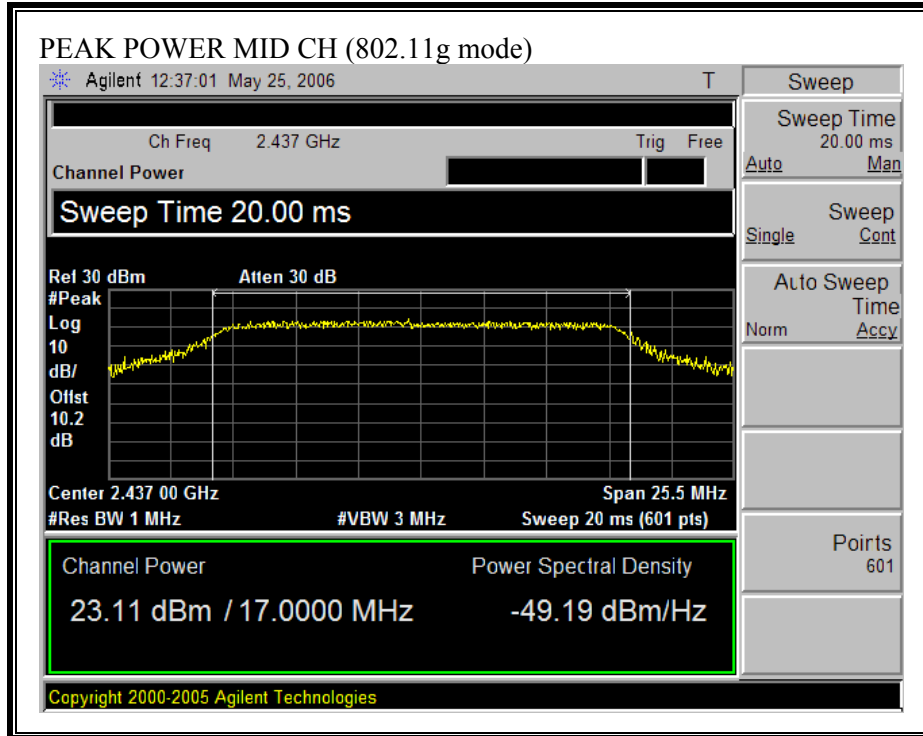 PEAK POWER MID CH (802.11g mode)
Agilent 12:37:01 May 25, 2006 T
Ch Freq 2.437 GHz Trig Free
Channel Power
Sweep Time 20.00 ms
Ref 30 dBm Atten 30 dB
#Peak
Log
10
dB/
Offst
10.2
dB
Center 2.437 00 GHz Span 25.5 MHz
#Res BW 1 MHz #VBW 3 MHz Sweep 20 ms (601 pts)
Channel Power Power Spectral Density
23.11 dBm / 17.0000 MHz -49.19 dBm/Hz
Copyright 2000-2005 Agilent Technologies
Sweep
Sweep Time
20.00 ms
Auto Man
Sweep
Single Cont
Auto Sweep
Time
Norm Accy
Points
601